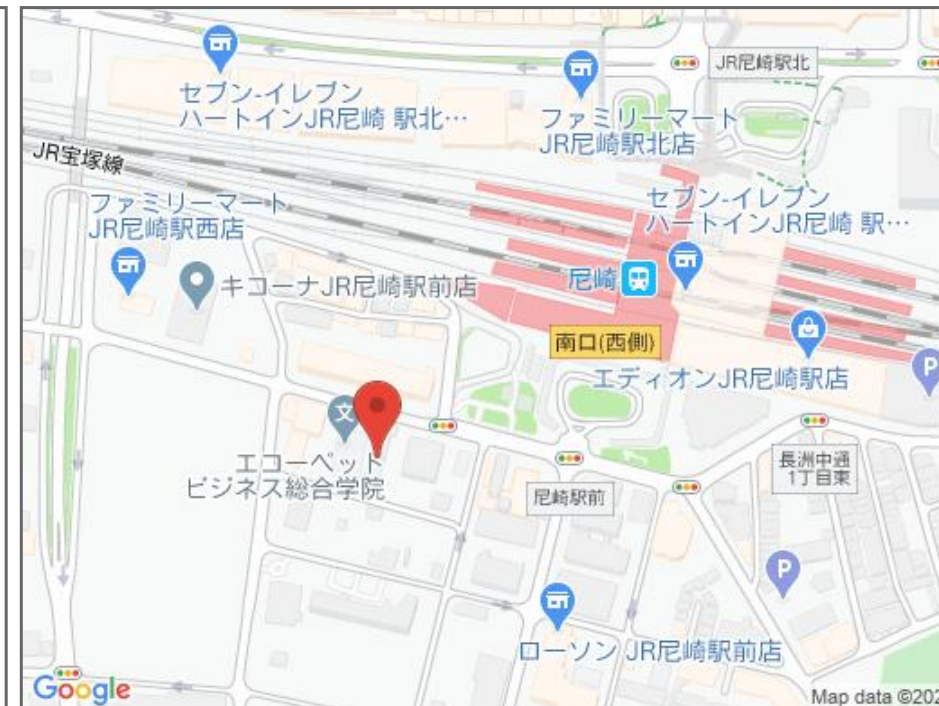 JR尼崎駅北
セブン-イレブン
ハートインJR尼崎 駅北…
ファミリーマート
JR尼崎駅北店
JR宝塚線
ファミリーマート
JR尼崎駅西店
セブン-イレブン
ハートインJR尼崎 駅…
キコーナJR尼崎駅前店
尼崎
南口(西側)
エディオンJR尼崎駅店
P
文
エコーペット
ビジネス総合学院
長洲中通
1丁目東
尼崎駅前
P
ローソン JR尼崎駅前店
Google
Map data ©202